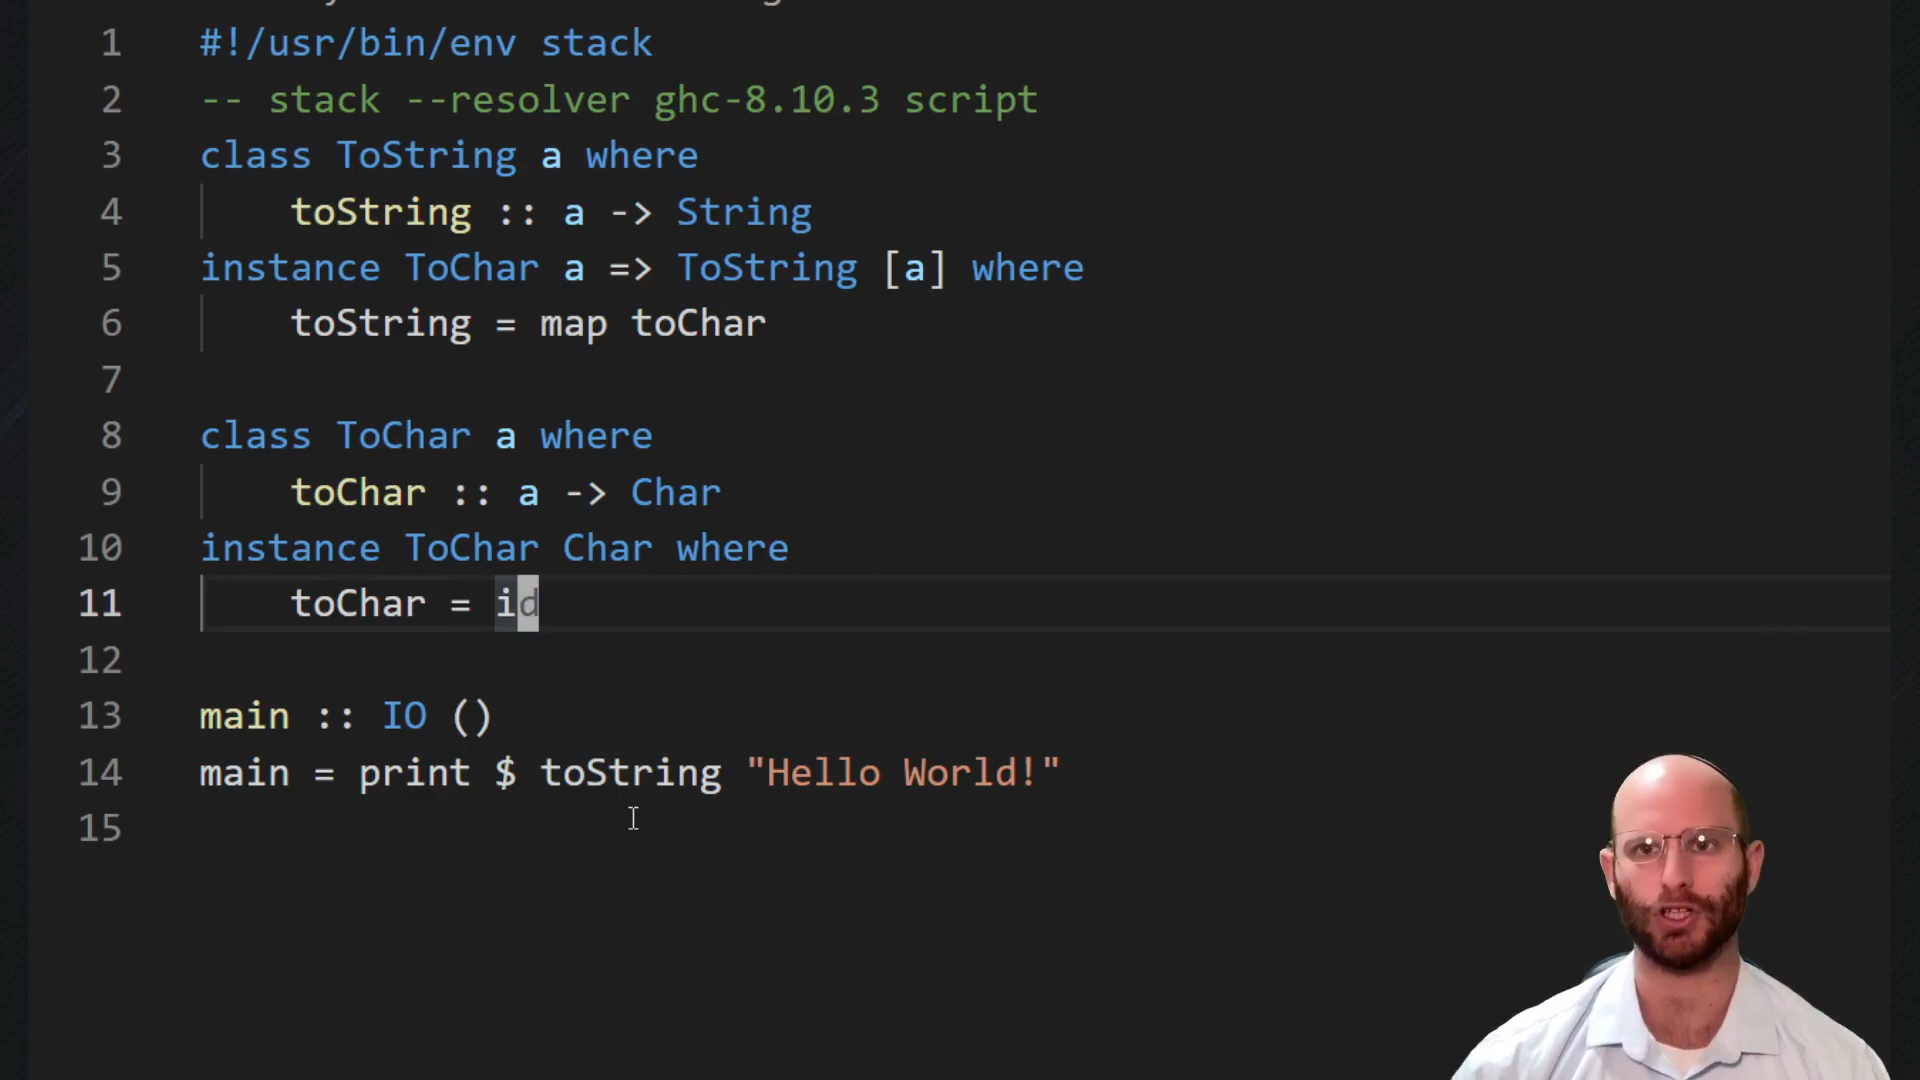 1 #!/usr/bin/env stack
2 -- stack --resolver ghc-8.10.3 script
3 class ToString a where
4     toString :: a -> String
5 instance ToChar a => ToString [a] where
6     toString = map toChar
7
8 class ToChar a where
9     toChar :: a -> Char
10 instance ToChar Char where
11     toChar = id
12
13 main :: IO ()
14 main = print $ toString "Hello World!"
15